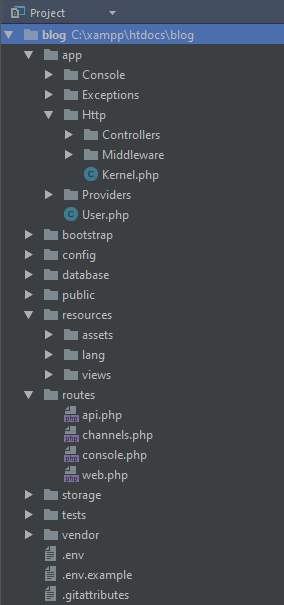 Project
blog C:\xampp\htdocs\blog
app
Console
Exceptions
Http
Controllers
Middleware
Kernel.php
Providers
User.php
bootstrap
config
database
public
resources
assets
lang
views
routes
api.php
channels.php
console.php
web.php
storage
tests
vendor
.env
.env.example
.gitattributes